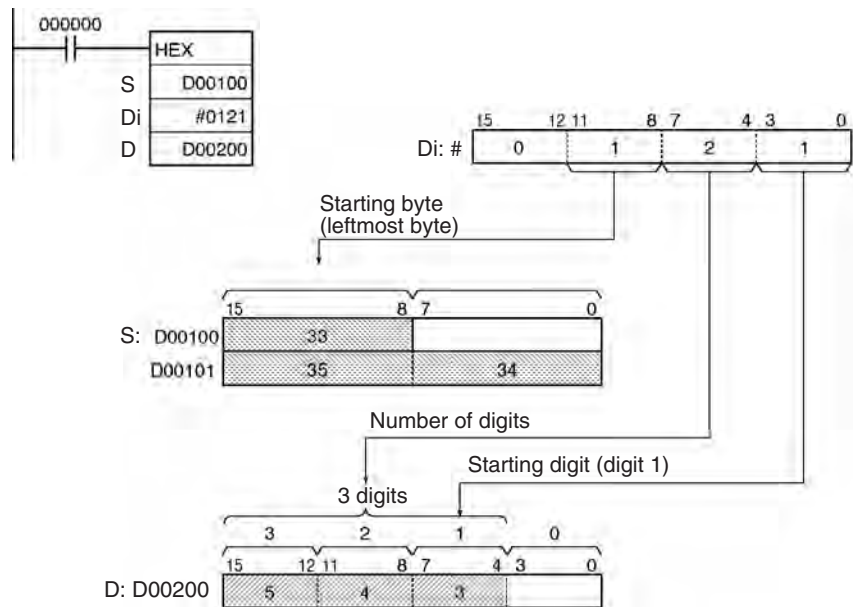 000000
HEX
S D00100
Di #0121
D D00200
15 12 11 8 7 4 3 0
Di: # 0 1 2 1
Starting byte
(leftmost byte)
15 8 7 0
S: D00100 33
D00101 35 34
Number of digits
Starting digit (digit 1)
3 digits
3 2 1 0
15 12 11 8 7 4 3 0
D: D00200 5 4 3